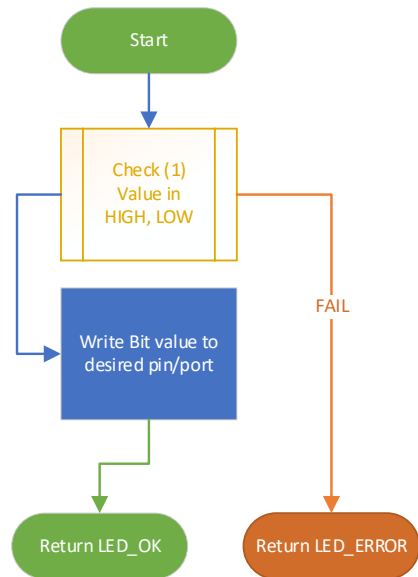 Start
Check (1)
Value in
HIGH, LOW
FAIL
Write Bit value to
desired pin/port
Return LED_OK
Return LED_ERROR